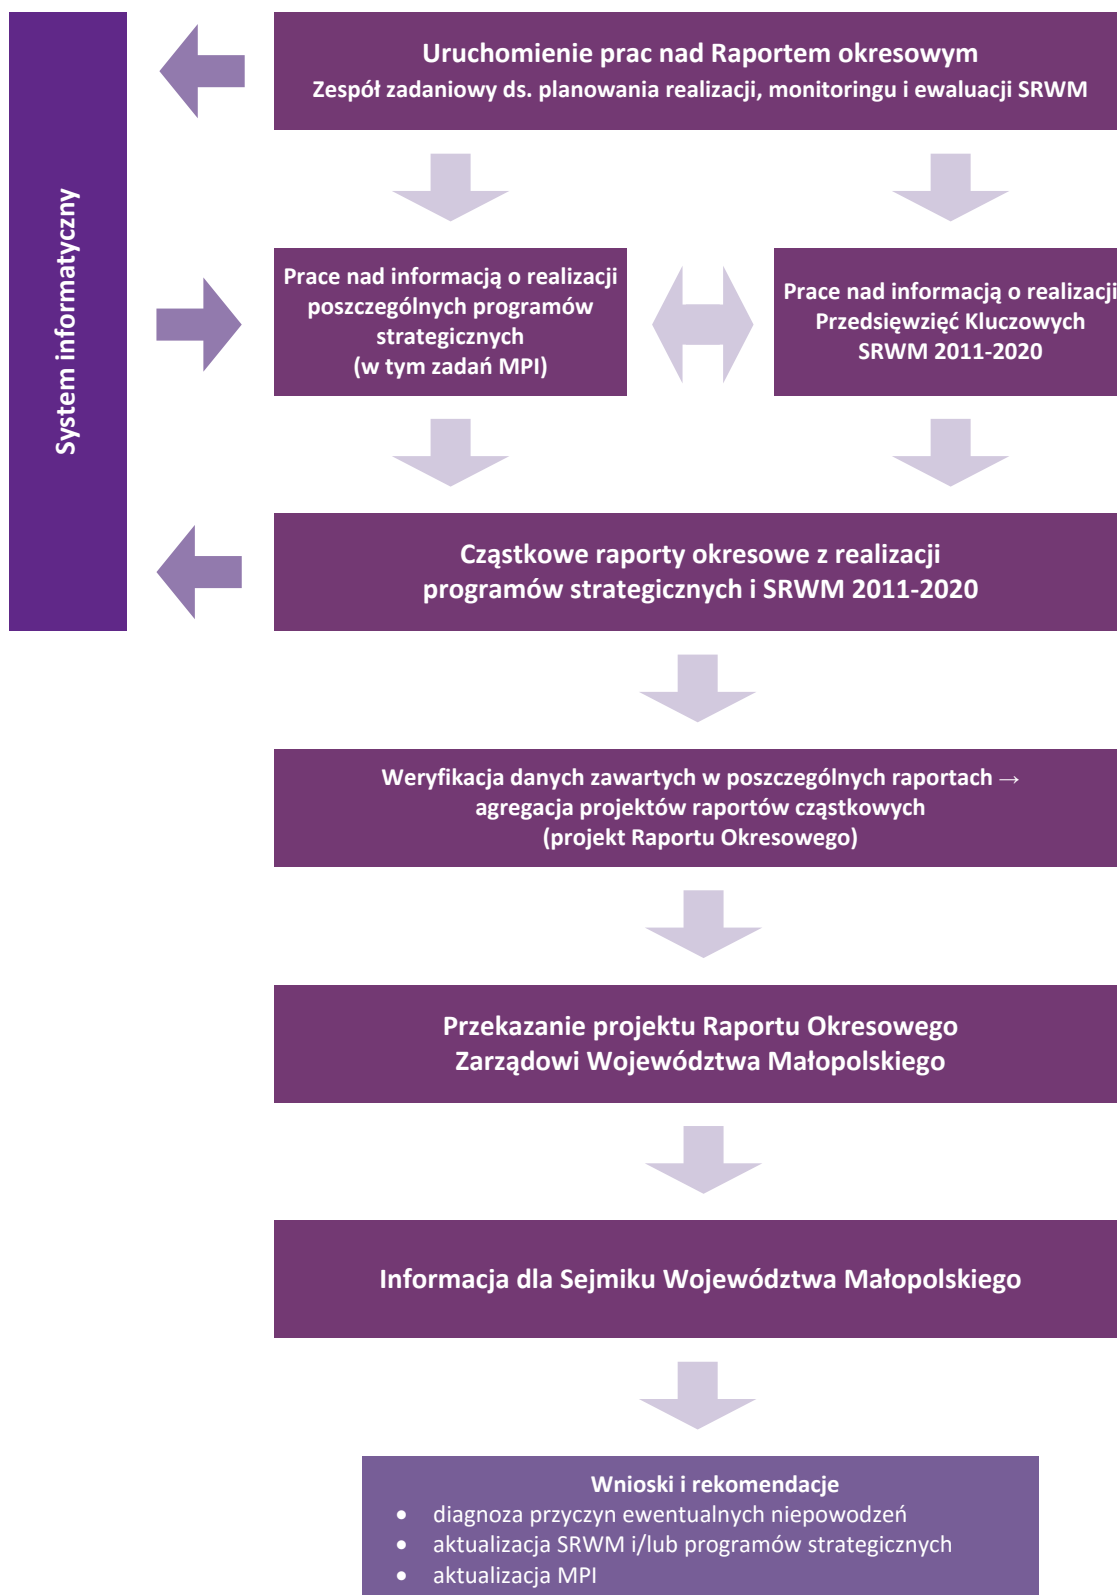 System informatyczny
Uruchomienie prac nad Raportem okresowym
Zespół zadaniowy ds. planowania realizacji, monitoringu i ewaluacji SRWM
Prace nad informacją o realizacji
poszczególnych programów
strategicznych
(w tym zadań MPI)
Prace nad informacją o realizacji
Przedsięwzięć Kluczowych
SRWM 2011-2020
Cząstkowe raporty okresowe z realizacji
programów strategicznych i SRWM 2011-2020
Weryfikacja danych zawartych w poszczególnych raportach →
agregacja projektów raportów cząstkowych
(projekt Raportu Okresowego)
Przekazanie projektu Raportu Okresowego
Zarządowi Województwa Małopolskiego
Informacja dla Sejmiku Województwa Małopolskiego
Wnioski i rekomendacje
• diagnoza przyczyn ewentualnych niepowodzeń
• aktualizacja SRWM i/lub programów strategicznych
• aktualizacja MPI